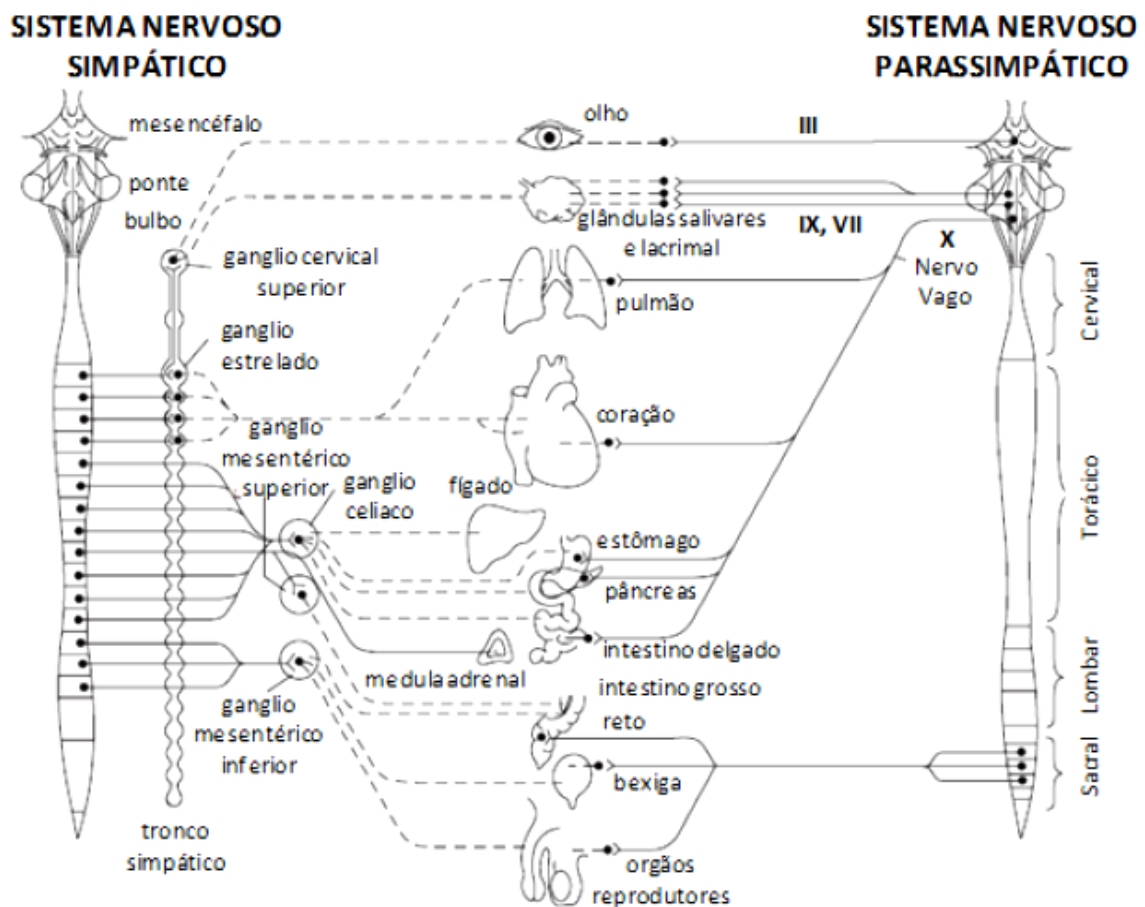 SISTEMA NERVOSO
SIMPÁTICO
SISTEMA NERVOSO
PARASSIMPÁTICO
mesencéfalo
olho
III
ponte
bulbo
glândulas salivares
e lacrimal
IX, VII
X
Nervo
Vago
ganglio cervical
superior
pulmão
Cervical
ganglio
estrelado
coração
ganglio
mesentérico
superior
ganglio
celiaco
fígado
Torácico
estômago
pâncreas
intestino delgado
medula adrenal
intestino grosso
reto
Lombar
ganglio
mesentérico
inferior
bexiga
Sacral
tronco
simpático
orgãos
reprodutores